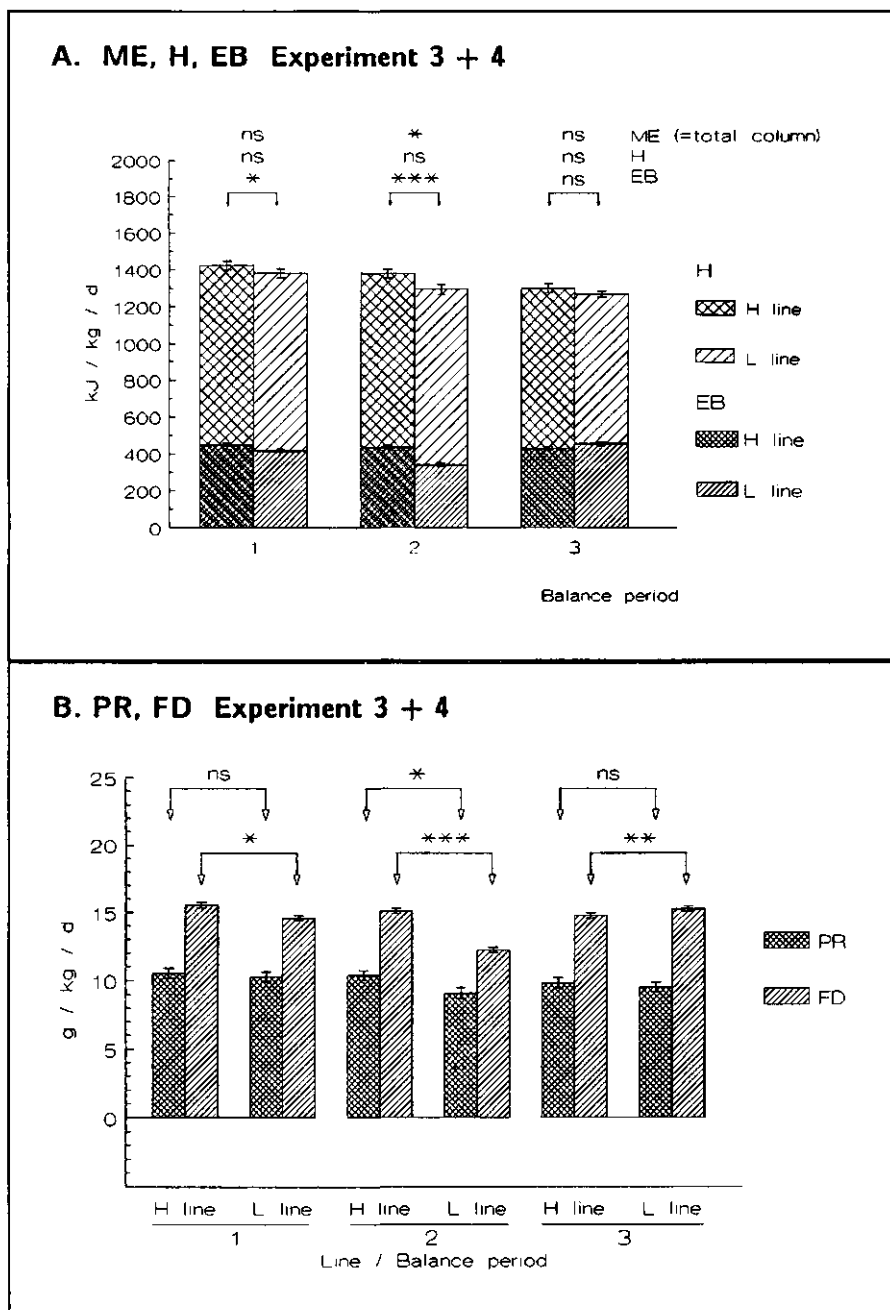 A. ME, H, EB Experiment 3 + 4
ns * ns ME (=total column)
ns ns ns H
* *** ns EB
2000
1800
1600
1400
1200
1000
800
600
400
200
0
kJ / kg / d
H
H line
L line
EB
H line
L line
1 2 3
Balance period
B. PR, FD Experiment 3 + 4
ns * ns
* *** **
25
20
15
10
5
0
g / kg / d
PR
FD
H line L line H line L line H line L line
1 2 3
Line / Balance period